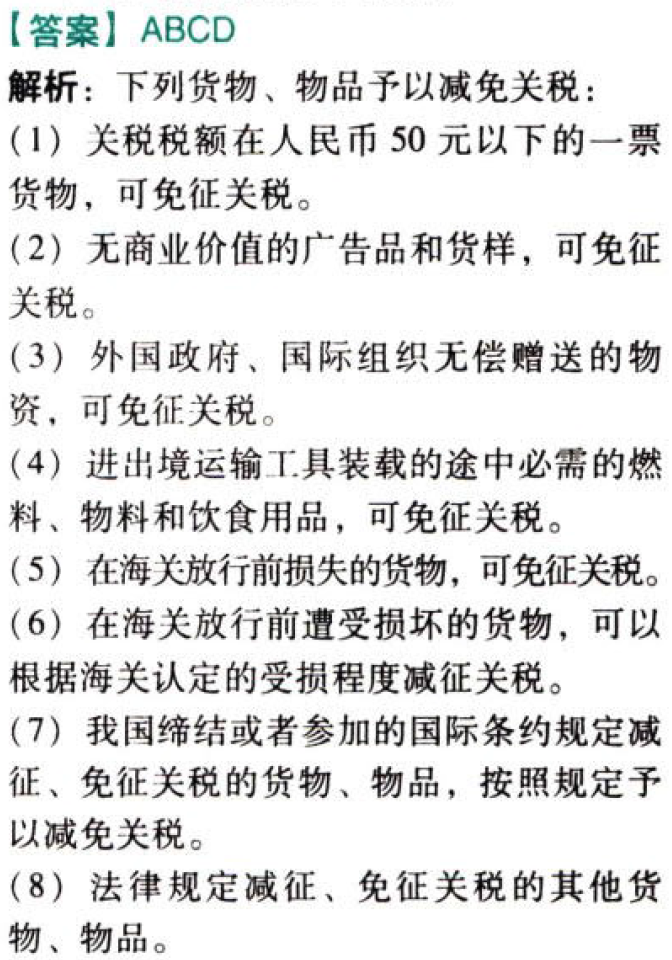 【答案】ABCD
解析：下列货物、物品予以减免关税：
（1）关税税额在人民币 50 元以下的一票
货物，可免征关税。
（2）无商业价值的广告品和货样，可免征
关税。
（3）外国政府、国际组织无偿赠送的物
资，可免征关税。
（4）进出境运输工具装载的途中必需的燃
料、物料和饮食用品，可免征关税。
（5）在海关放行前损失的货物，可免征关税。
（6）在海关放行前遭受损坏的货物，可以
根据海关认定的受损程度减征关税。
（7）我国缔结或者参加的国际条约规定减
征、免征关税的货物、物品，按照规定予
以减免关税。
（8）法律规定减征、免征关税的其他货
物、物品。